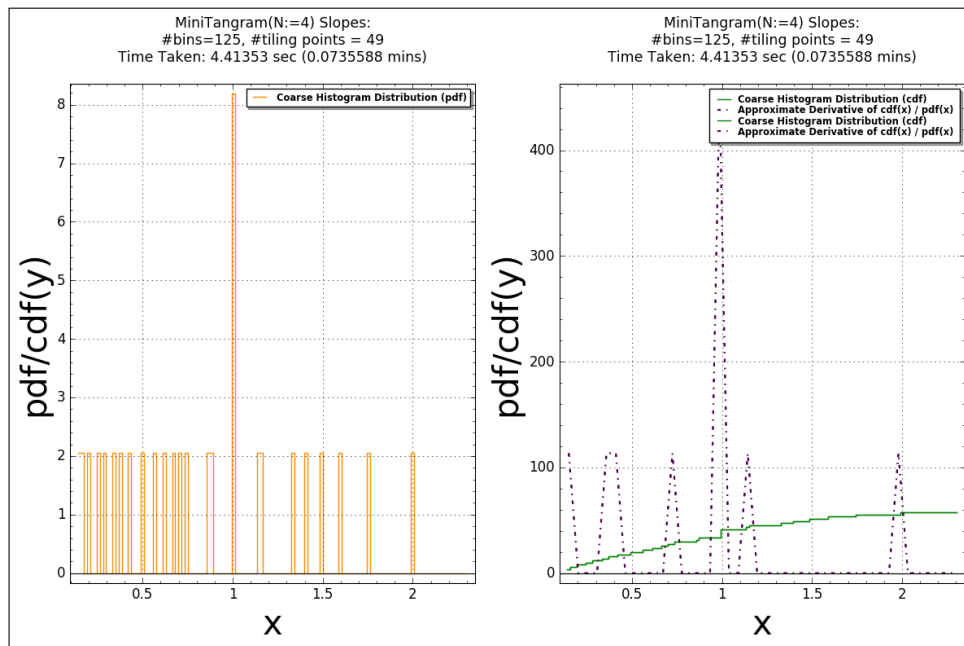 MiniTangram(N:=4) Slopes:
#bins=125, #tiling points = 49
Time Taken: 4.41353 sec (0.0735588 mins)
Coarse Histogram Distribution (pdf)
8
7
6
5
4
3
2
1
0
pdf/cdf(y)
0.5
1
1.5
2
x
MiniTangram(N:=4) Slopes:
#bins=125, #tiling points = 49
Time Taken: 4.41353 sec (0.0735588 mins)
Coarse Histogram Distribution (cdf)
Approximate Derivative of cdf(x) / pdf(x)
Coarse Histogram Distribution (cdf)
Approximate Derivative of cdf(x) / pdf(x)
400
300
200
100
0
pdf/cdf(y)
0.5
1
1.5
2
x